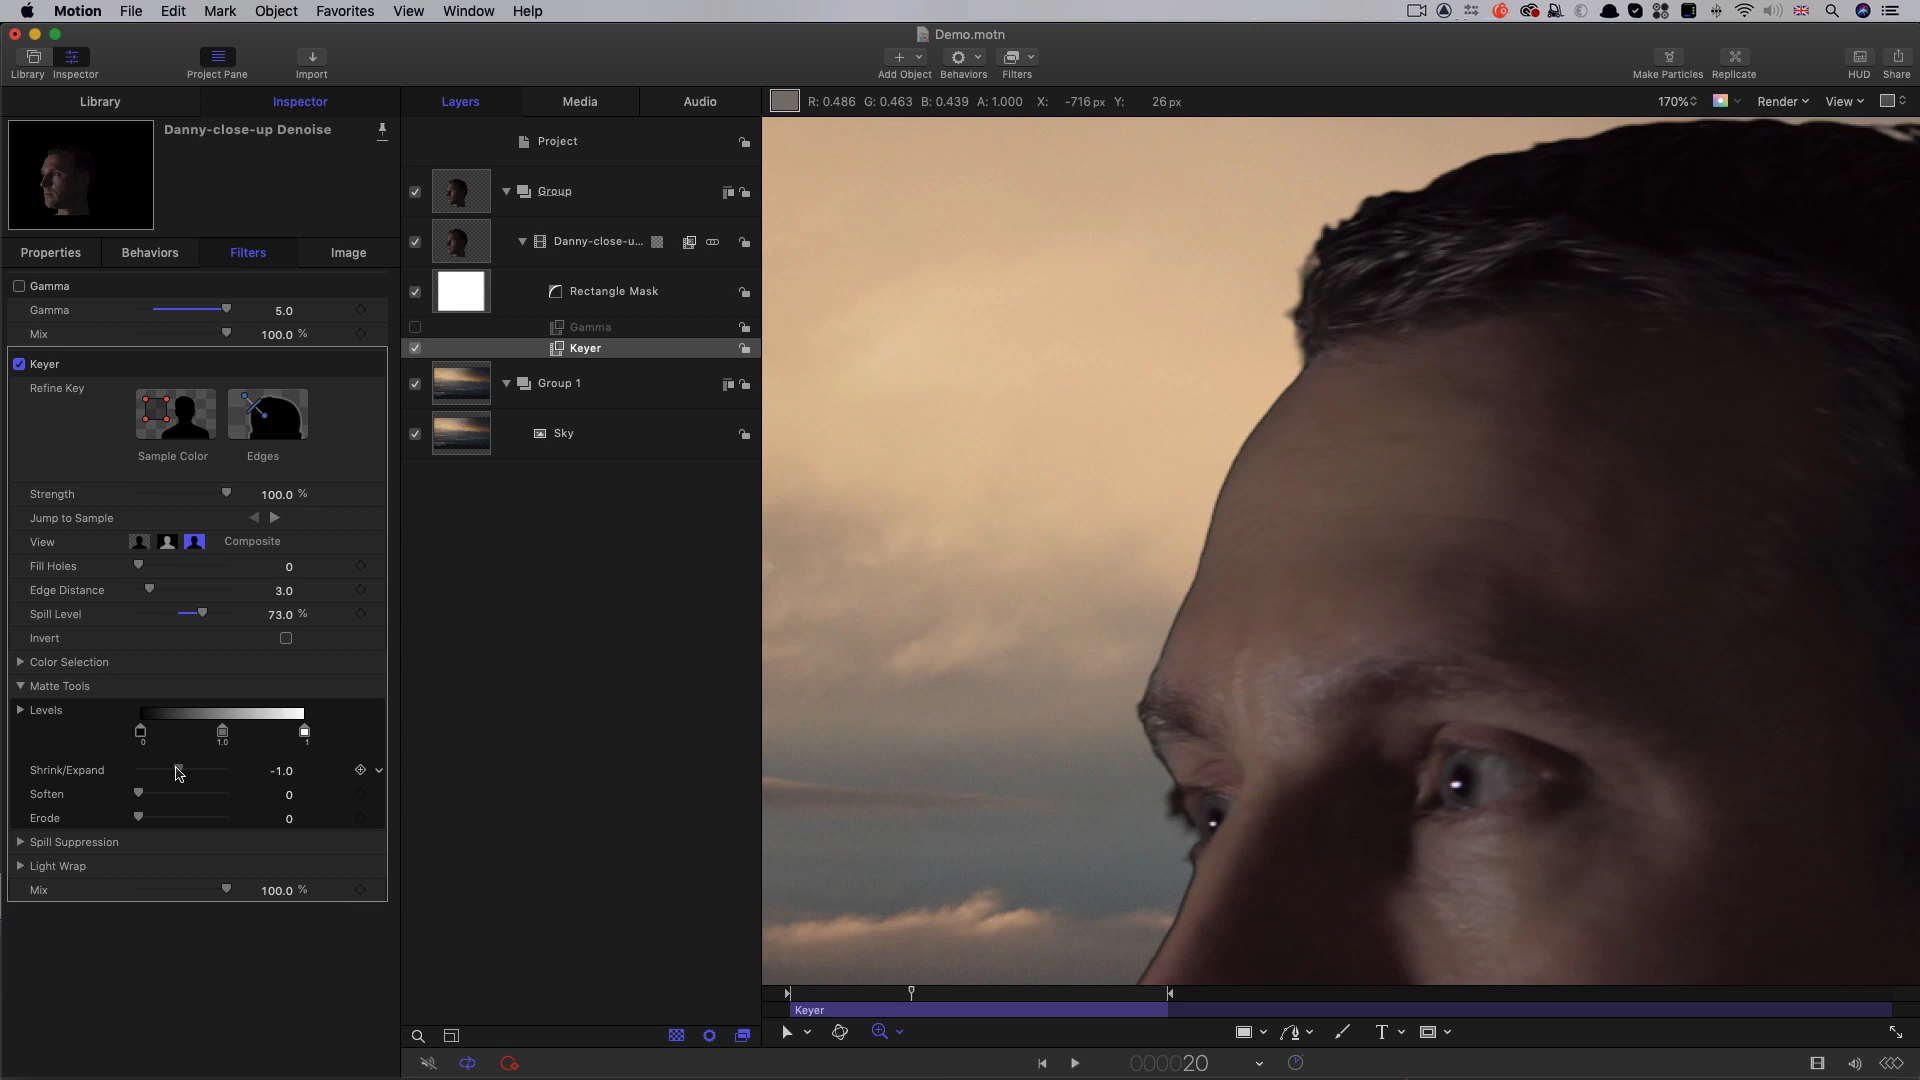 Motion File Edit Mark Object Favorites View Window Help
Demo.motn
Library Inspector Project Pane Import Add Object Behaviors Filters Make Particles Replicate HUD Share
Library Inspector Layers Media Audio R: 0.486 G: 0.463 B: 0.439 A: 1.000 X: -716 px Y: 26 px 170% Render View
Danny-close-up Denoise
Project
Group
Properties Behaviors Filters Image
Danny-close-u...
Gamma
Gamma 5.0
Mix 100.0 %
Rectangle Mask
Gamma
Keyer
Keyer
Refine Key
Group 1
Sample Color Edges
Sky
Strength 100.0 %
Jump to Sample
View Composite
Fill Holes 0
Edge Distance 3.0
Spill Level 73.0 %
Invert
Color Selection
Matte Tools
Levels
0 1.0 1
Shrink/Expand -1.0
Soften 0
Erode 0
Spill Suppression
Light Wrap
Mix 100.0 %
Keyer
T
000020